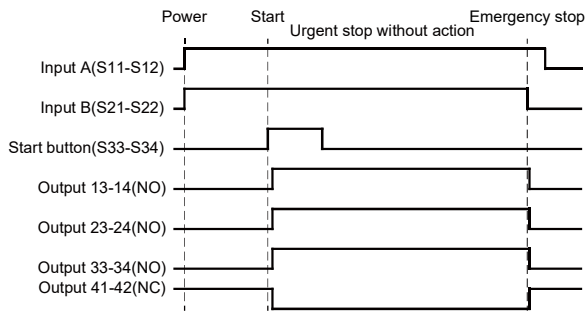 Power Start Emergency stop
Urgent stop without action
Input A(S11-S12)
Input B(S21-S22)
Start button(S33-S34)
Output 13-14(NO)
Output 23-24(NO)
Output 33-34(NO)
Output 41-42(NC)